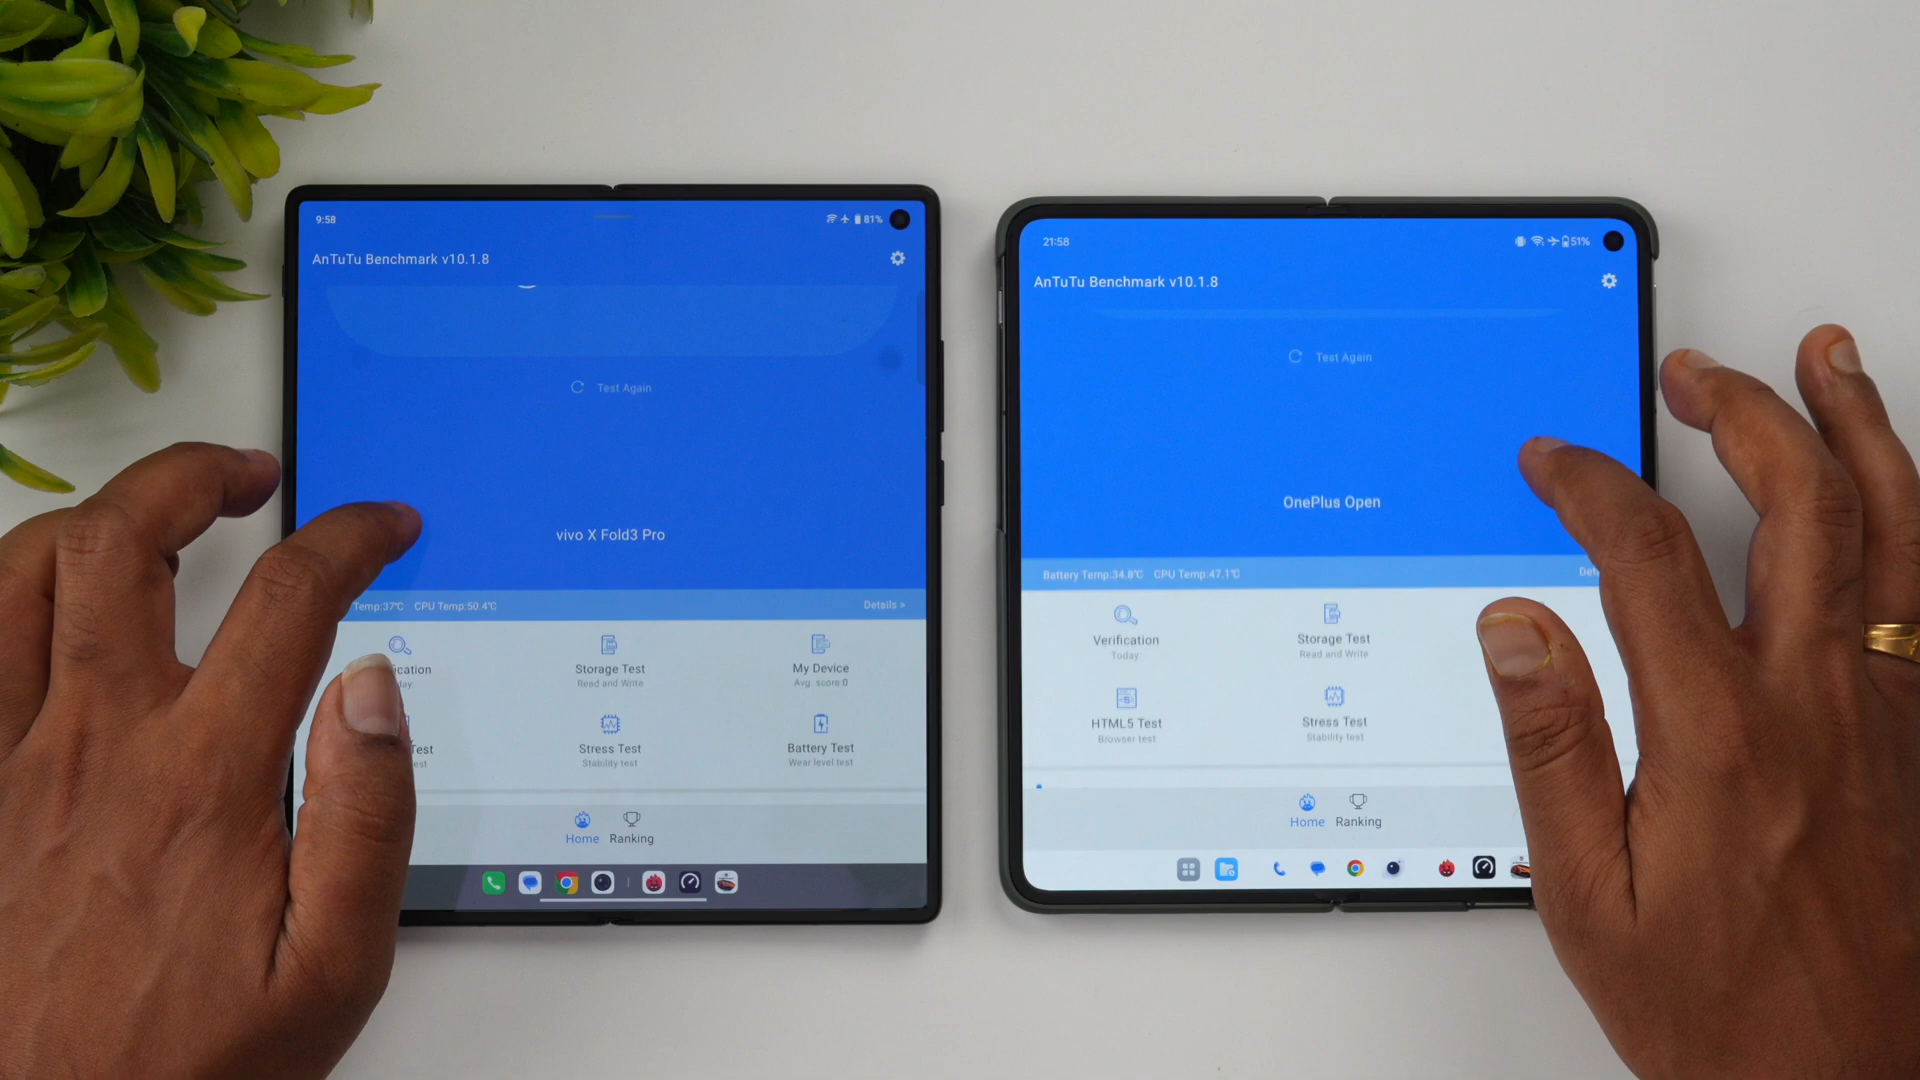 9:58
81%
AnTuTu Benchmark v10.1.8
Test Again
vivo X Fold3 Pro
Temp:37℃ CPU Temp:50.4℃
Details >
ication
Storage Test
My Device
day
Read and Write
Avg. score:0
Test
Stress Test
Battery Test
est
Stability test
Wear level test
Home
Ranking
21:58
51%
AnTuTu Benchmark v10.1.8
Test Again
OnePlus Open
Battery Temp:34.8℃ CPU Temp:47.1℃
Det
Verification
Storage Test
Today
Read and Write
HTML5 Test
Stress Test
Browser test
Stability test
Home
Ranking